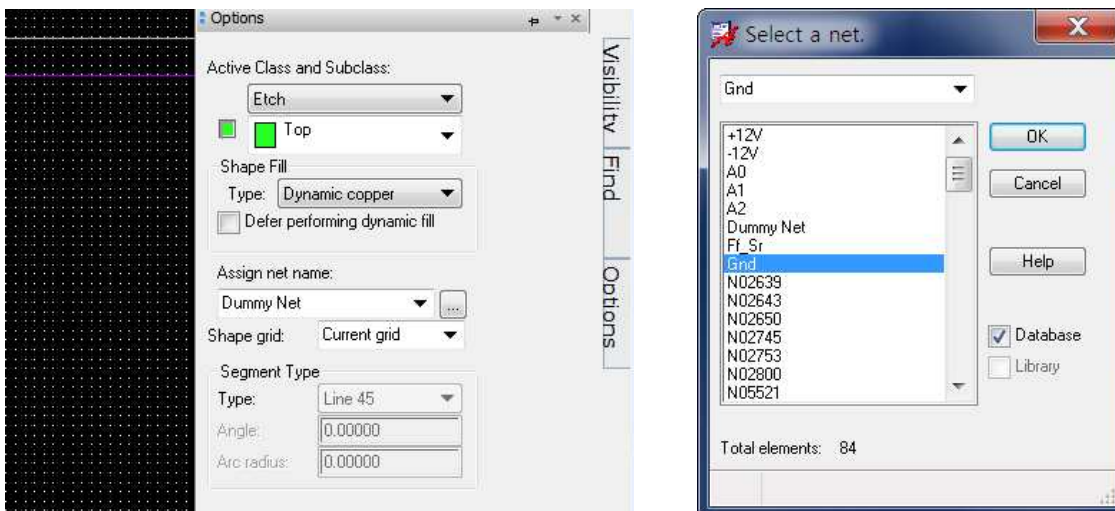 Options
Active Class and Subclass:
Etch
Top
Shape Fill
Type: Dynamic copper
Defer performing dynamic fill
Assign net name:
Dummy Net ...
Shape grid: Current grid
Segment Type
Type: Line 45
Angle: 0.00000
Arc radius: 0.00000
Visibility
Find
Options
Select a net.
Gnd
+12V
-12V
A0
A1
A2
Dummy Net
Ff_Sr
Gnd
N02639
N02643
N02650
N02745
N02753
N02800
N05521
OK
Cancel
Help
Database
Library
Total elements: 84